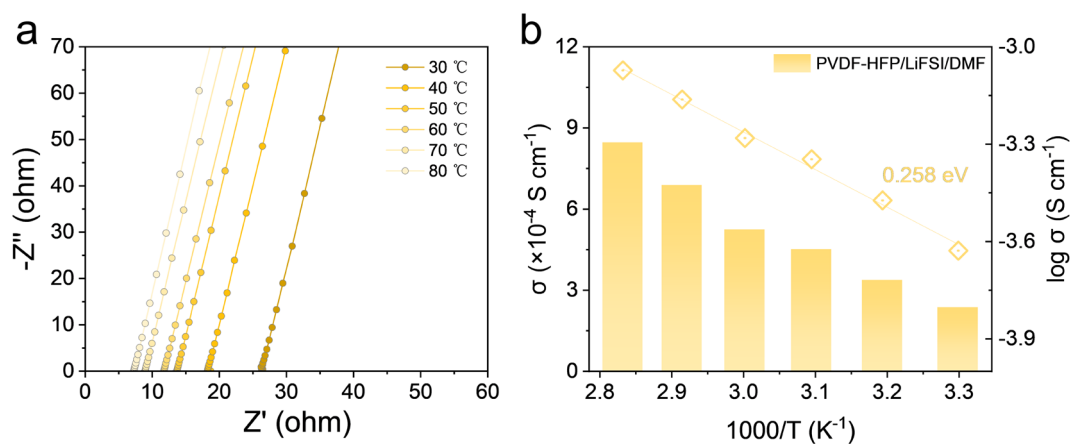 a
70
60
50
40
30
20
10
0
-Z" (ohm)
0 10 20 30 40 50 60
Z' (ohm)
30 ℃
40 ℃
50 ℃
60 ℃
70 ℃
80 ℃
b
12
9
6
3
0
σ (×10⁻⁴ S cm⁻¹)
PVDF-HFP/LiFSI/DMF
0.258 eV
-3.0
-3.3
-3.6
-3.9
log σ (S cm⁻¹)
2.8 2.9 3.0 3.1 3.2 3.3
1000/T (K⁻¹)